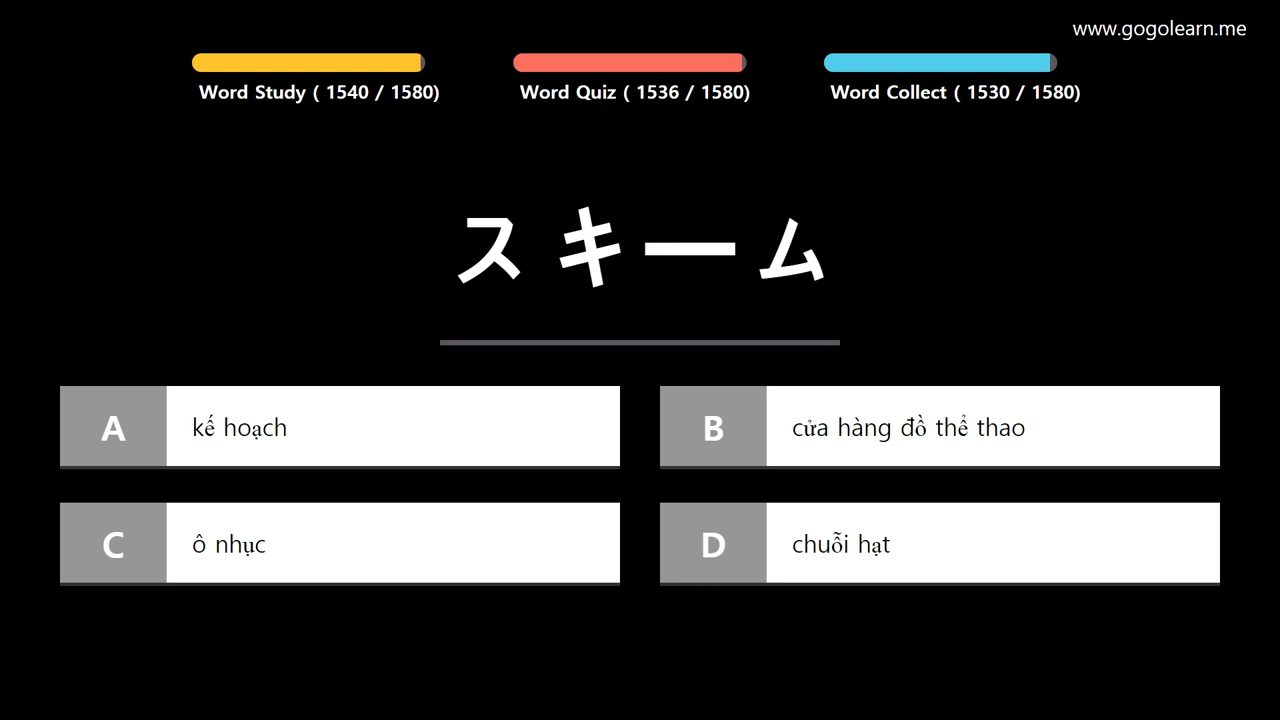 www.gogolearn.me
Word Study ( 1540 / 1580)
Word Quiz ( 1536 / 1580)
Word Collect ( 1530 / 1580)
スキーム
A kế hoạch
B cửa hàng đồ thể thao
C ô nhục
D chuỗi hạt